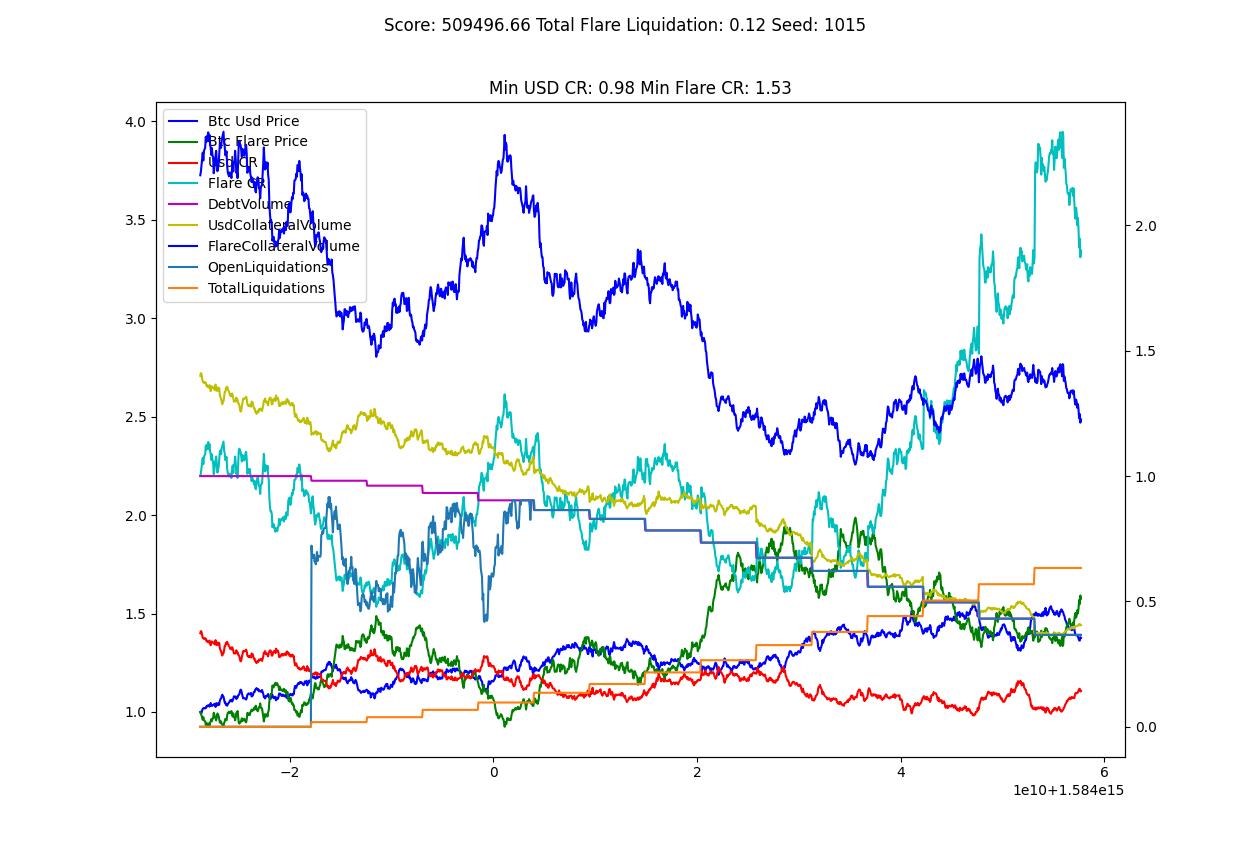 Score: 509496.66 Total Flare Liquidation: 0.12 Seed: 1015
Min USD CR: 0.98 Min Flare CR: 1.53
Btc Usd Price
Btc Flare Price
Usd CR
Flare CR
DebtVolume
UsdCollateralVolume
FlareCollateralVolume
OpenLiquidations
TotalLiquidations
4.0
3.5
3.0
2.5
2.0
1.5
1.0
2.0
1.5
1.0
0.5
0.0
−2 0 2 4 6
1e10+1.584e15